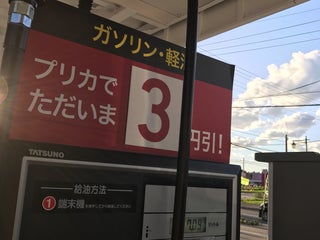 ガソリン・軽
プリカで
ただいま
3
円引!
TATSUNO
給油方法
1 端末機